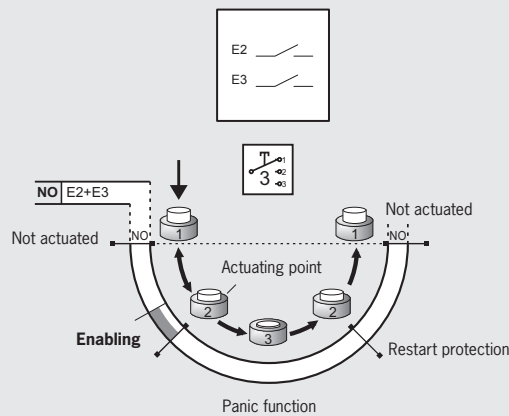 E2
E3
T
1
2
3
3
NO E2+E3
NO
1
1
Not actuated
NO
Not actuated
Actuating point
2
2
3
Enabling
Restart protection
Panic function